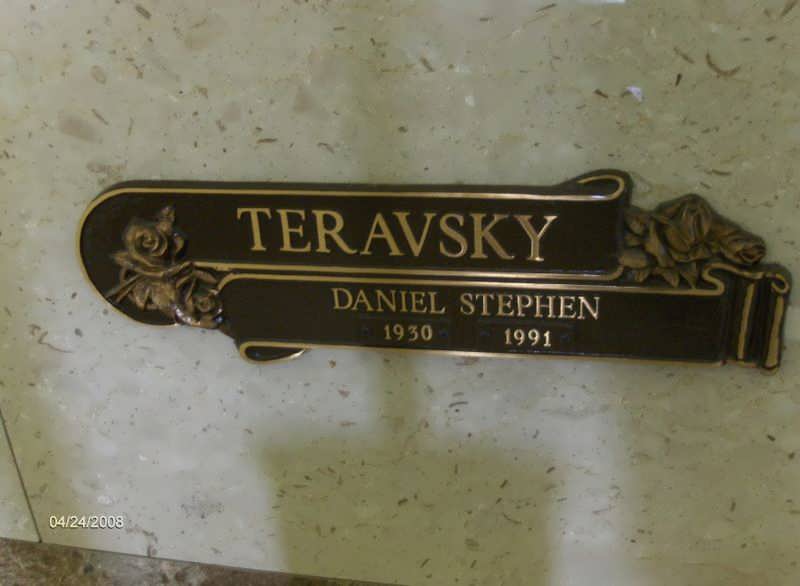 TERAVSKY
DANIEL STEPHEN
1930 1991
04/24/2008